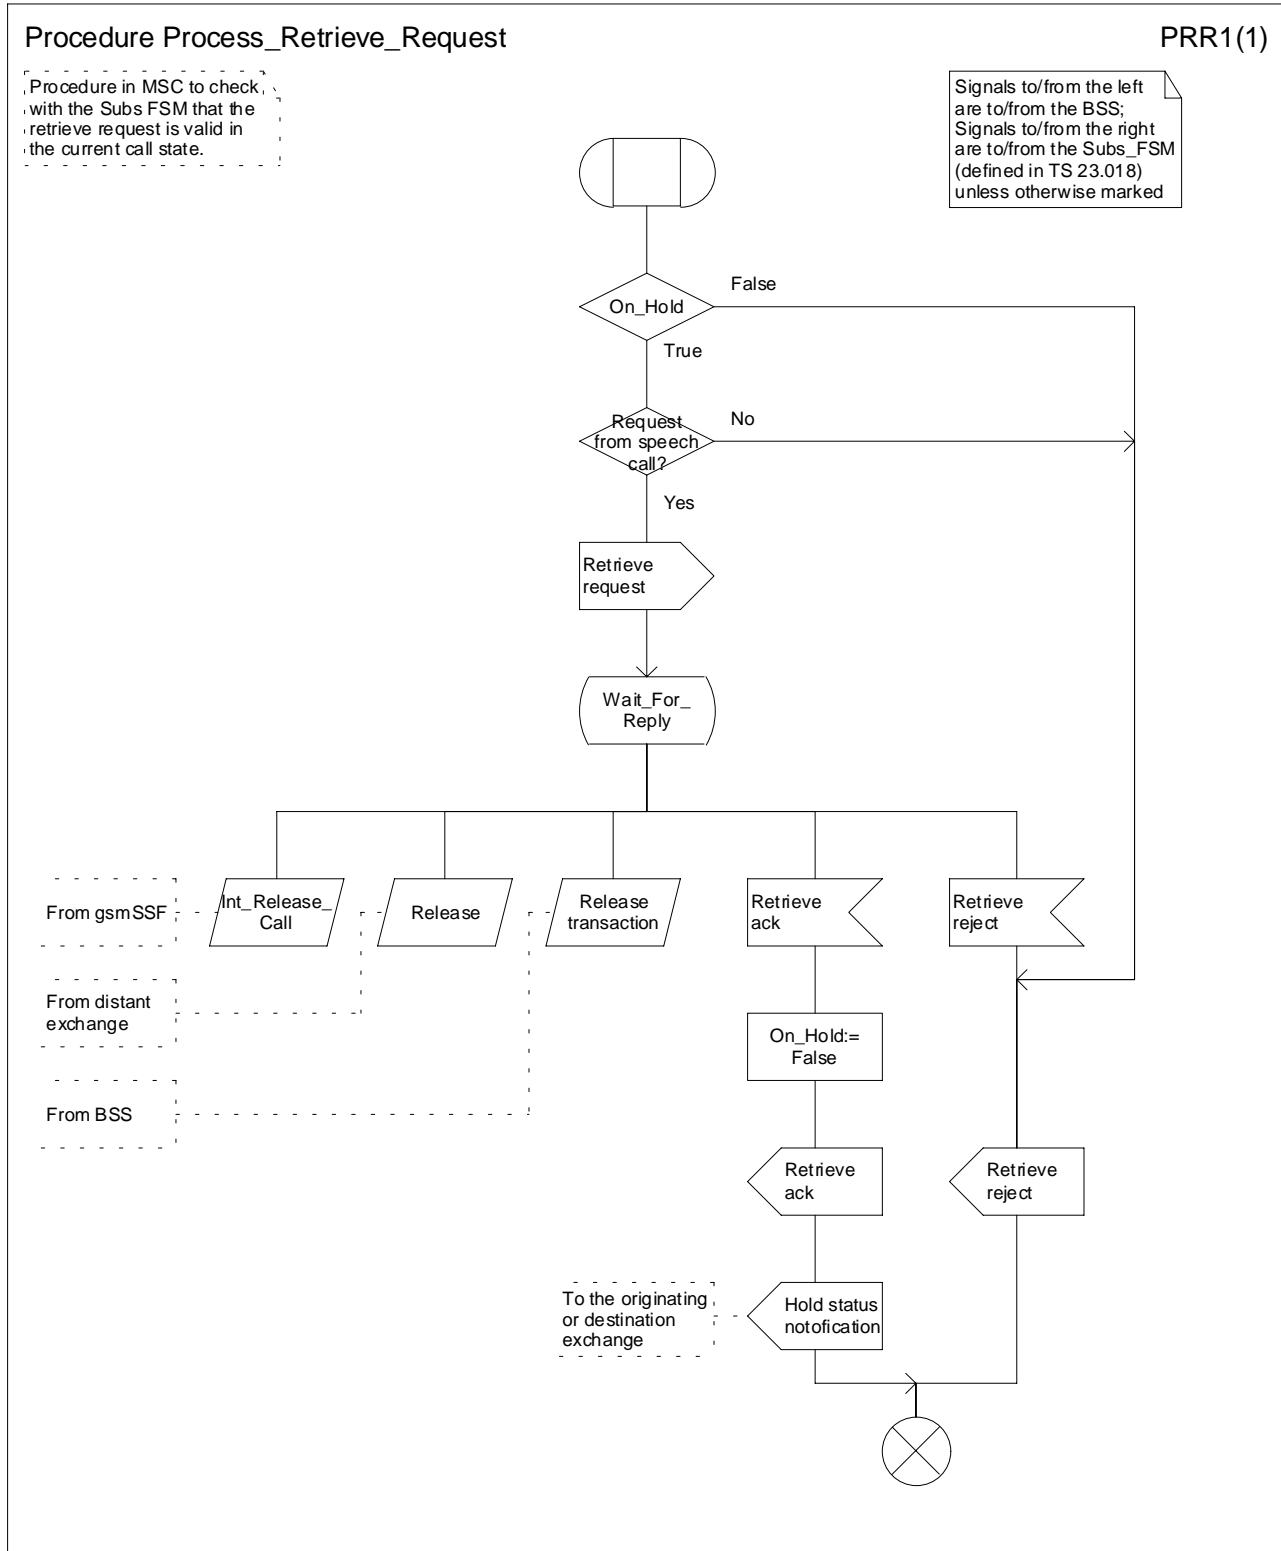 Procedure Process_Retrieve_Request
PRR1(1)
Procedure in MSC to check
with the Subs FSM that the
retrieve request is valid in
the current call state.
Signals to/from the left
are to/from the BSS;
Signals to/from the right
are to/from the Subs_FSM
(defined in TS 23.018)
unless otherwise marked
On_Hold
False
True
Request
from speech
call?
No
Yes
Retrieve
request
Wait_For_
Reply
From gsmSSF
Int_Release_
Call
Release
Release
transaction
Retrieve
ack
Retrieve
reject
From distant
exchange
On_Hold:=
False
From BSS
Retrieve
ack
Retrieve
reject
To the originating
or destination
exchange
Hold status
notofication